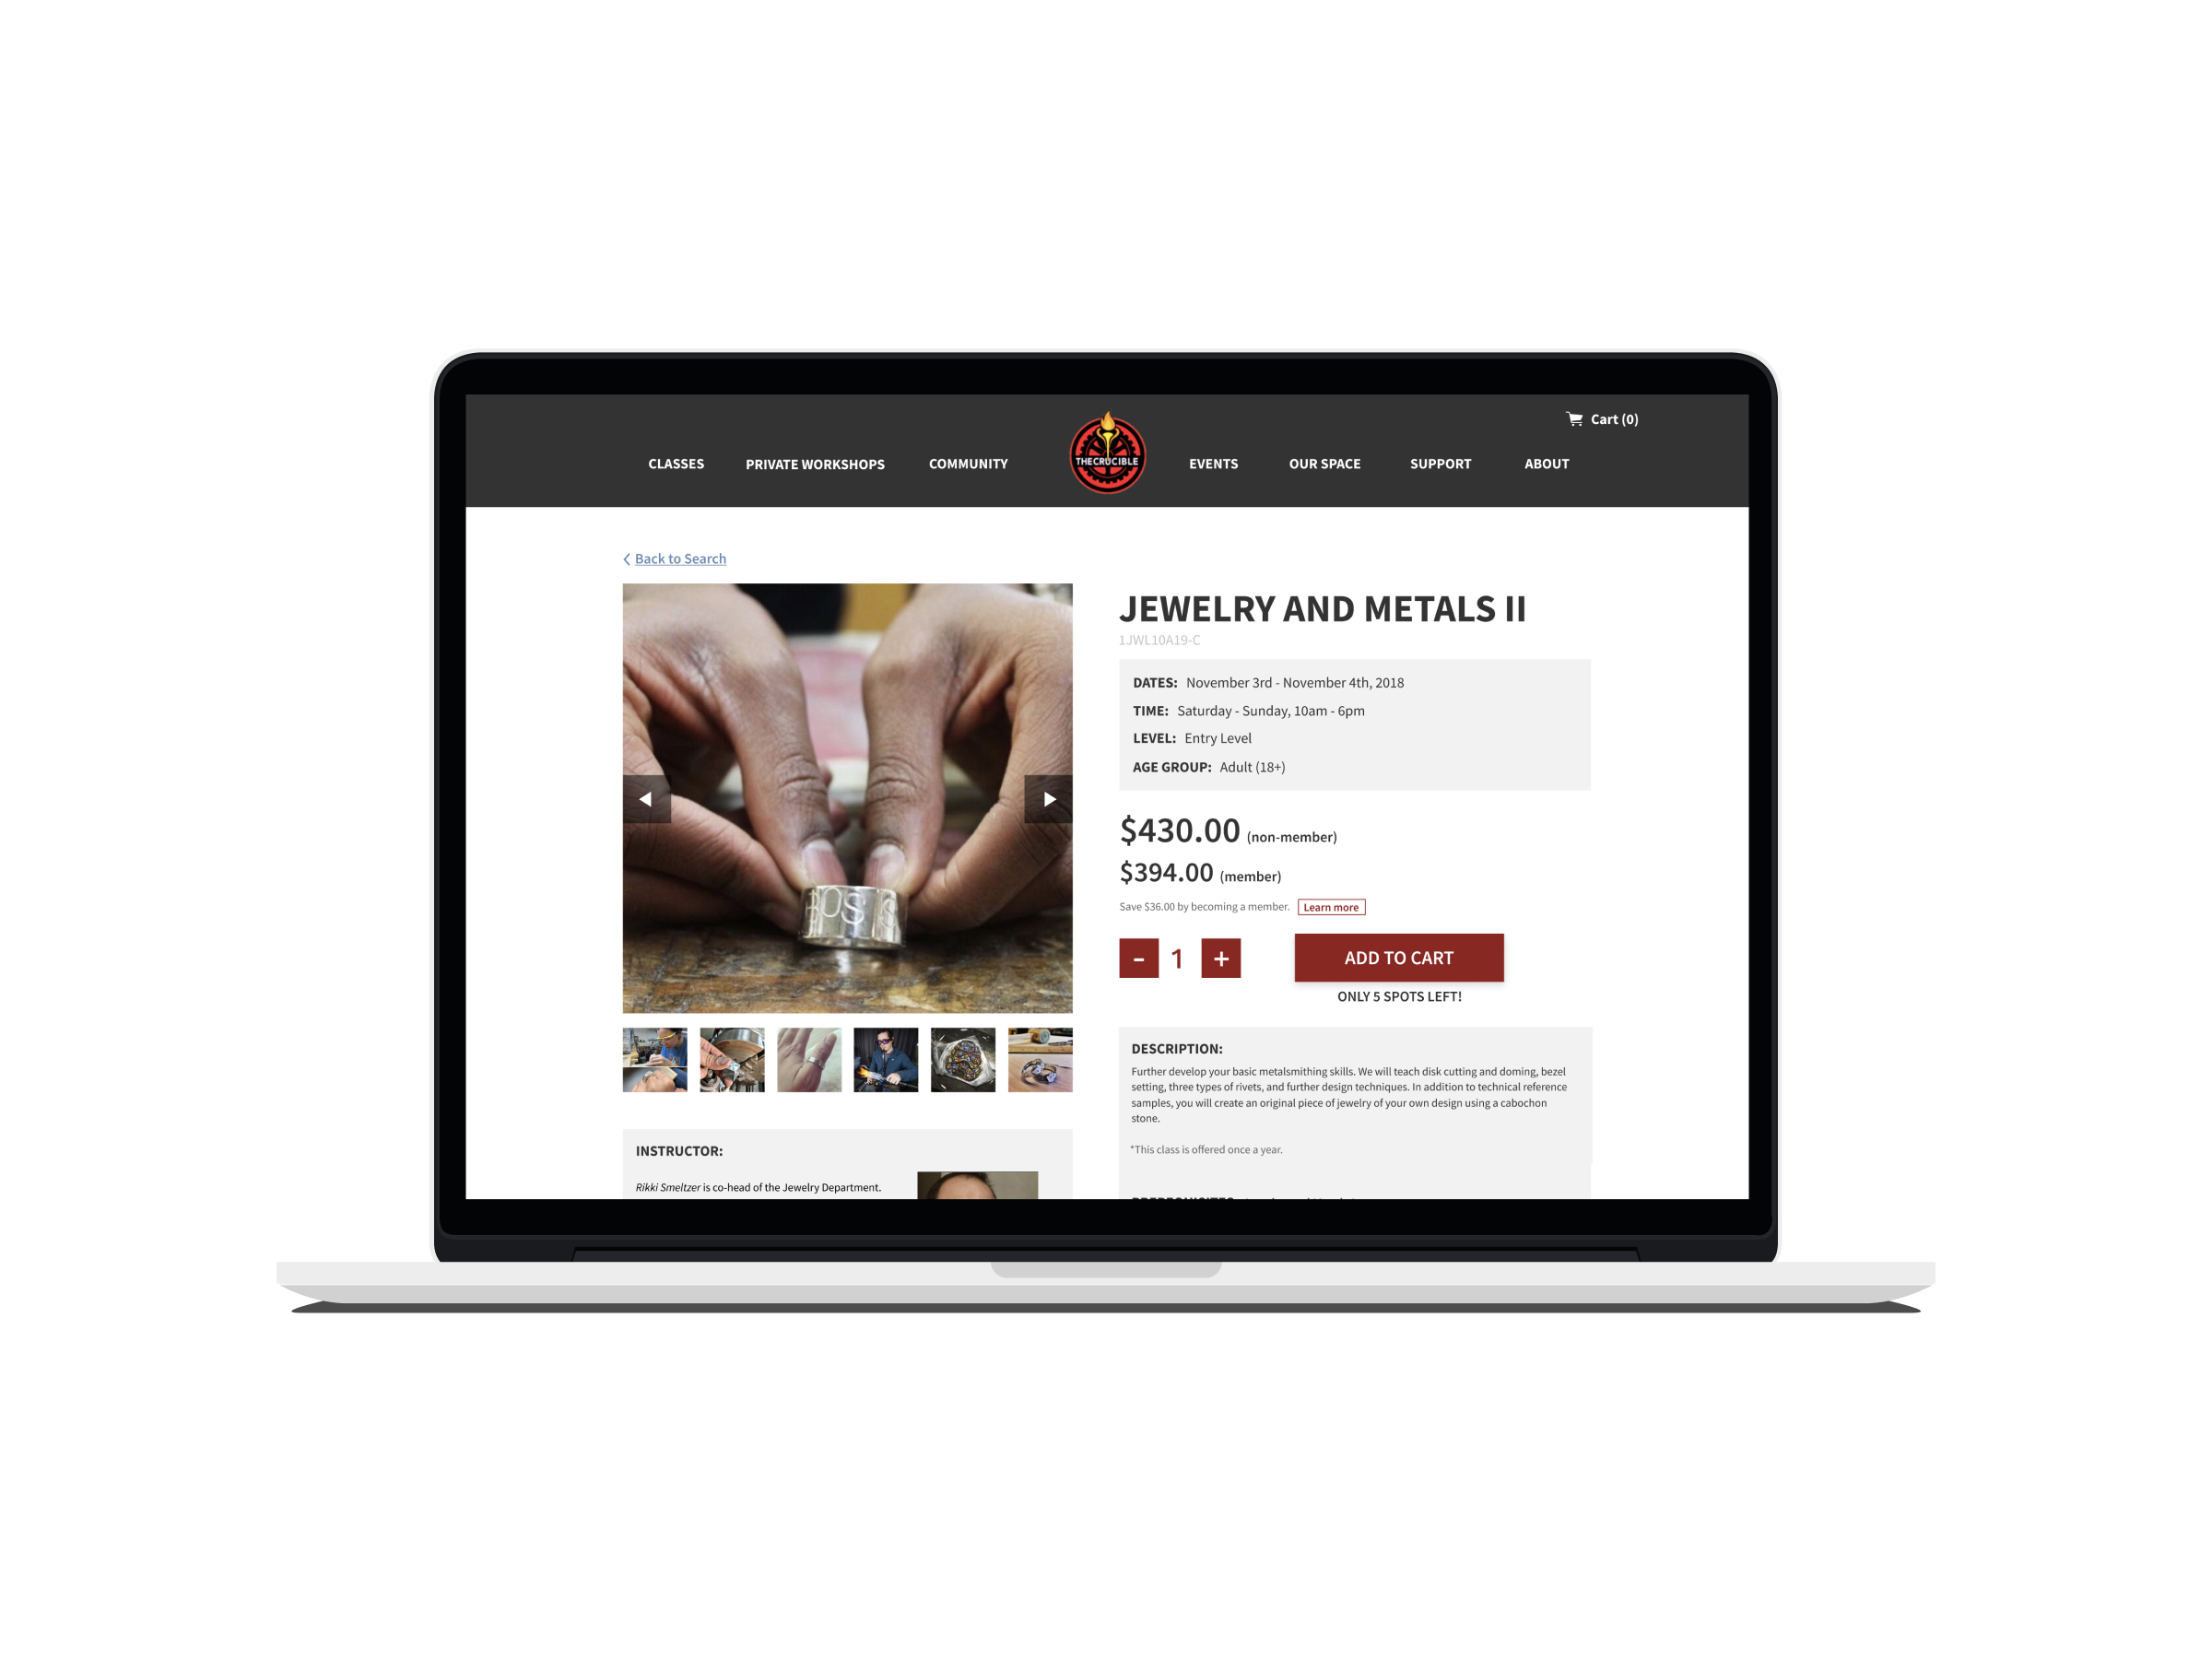 Cart (0)
CLASSES
PRIVATE WORKSHOPS
COMMUNITY
THECRUCIBLE
EVENTS
OUR SPACE
SUPPORT
ABOUT
Back to Search
JEWELRY AND METALS II
1JWL10A19-C
DATES: November 3rd - November 4th, 2018
TIME: Saturday - Sunday, 10am - 6pm
LEVEL: Entry Level
AGE GROUP: Adult (18+)
$430.00 (non-member)
$394.00 (member)
Save $36.00 by becoming a member. Learn more
- 1 +
ADD TO CART
ONLY 5 SPOTS LEFT!
DESCRIPTION:
Further develop your basic metalsmithing skills. We will teach disk cutting and doming, bezel
setting, three types of rivets, and further design techniques. In addition to technical reference
samples, you will create an original piece of jewelry of your own design using a cabochon
stone.
*This class is offered once a year.
INSTRUCTOR:
Rikki Smeltzer is co-head of the Jewelry Department.